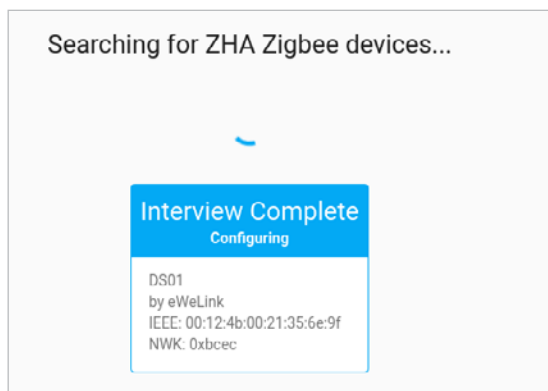 Searching for ZHA Zigbee devices...
Interview Complete
Configuring
DS01
by eWeLink
IEEE: 00:12:4b:00:21:35:6e:9f
NWK: 0xbcec